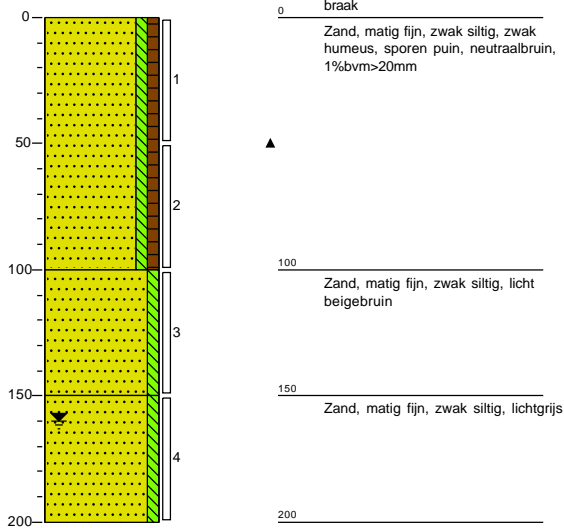 braak
0
0
Zand, matig fijn, zwak siltig, zwak
humeus, sporen puin, neutraalbruin,
1%bvm>20mm
1
50
2
100
100
Zand, matig fijn, zwak siltig, licht
beigebruin
3
150
150
Zand, matig fijn, zwak siltig, lichtgrijs
4
200
200